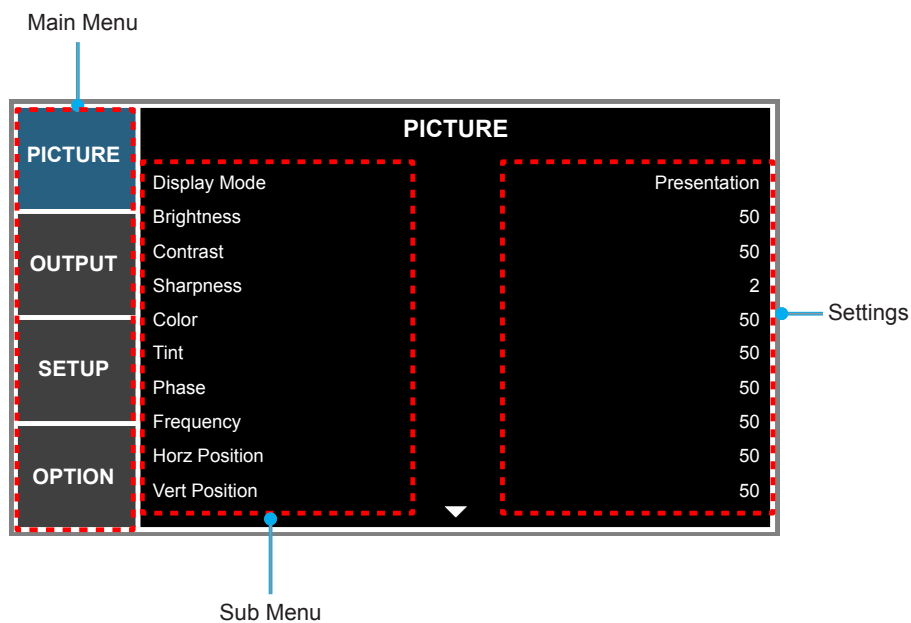 Main Menu
PICTURE
PICTURE
Display Mode Presentation
Brightness 50
Contrast 50
OUTPUT
Sharpness 2
Color 50
Settings
Tint 50
SETUP
Phase 50
Frequency 50
Horz Position 50
OPTION
Vert Position 50
Sub Menu